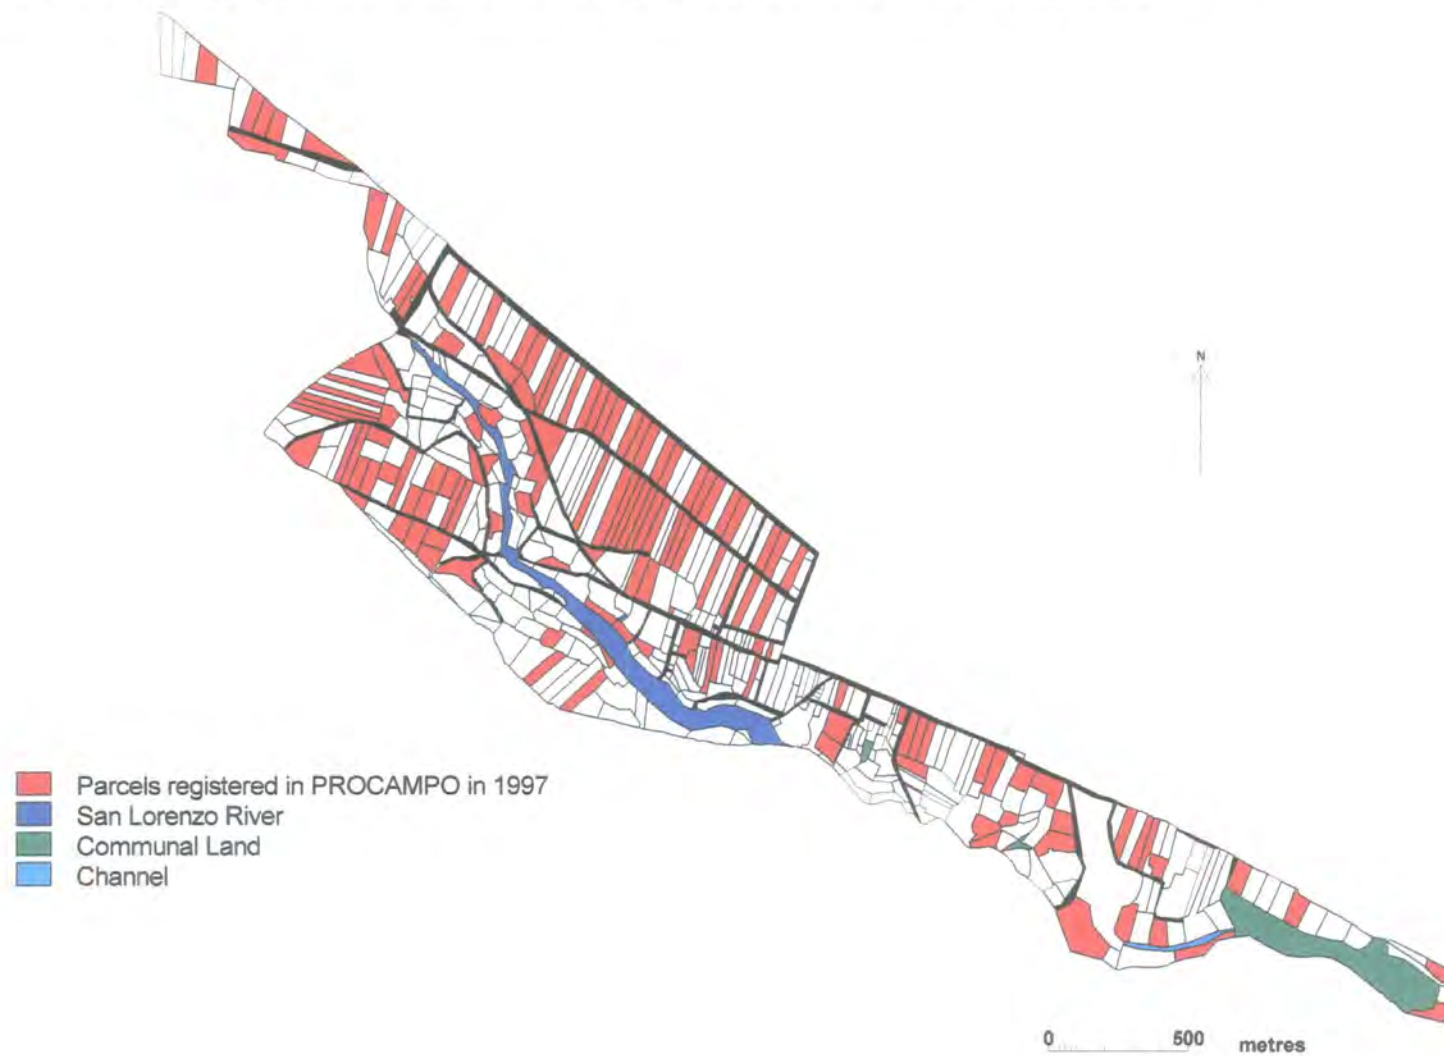 N
Parcels registered in PROCAMPO in 1997
San Lorenzo River
Communal Land
Channel
0 500 metres